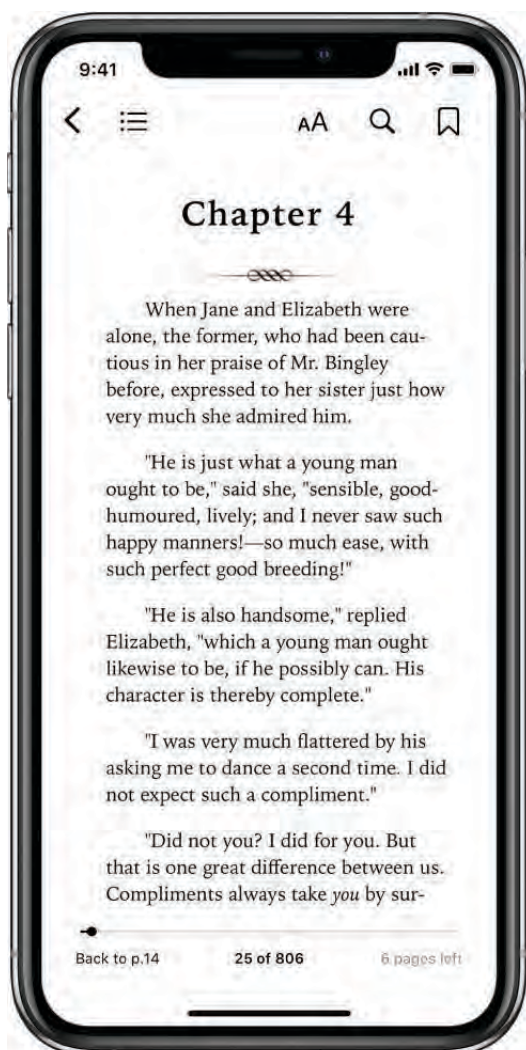 9:41
AA
Chapter 4
When Jane and Elizabeth were
alone, the former, who had been cau-
tious in her praise of Mr. Bingley
before, expressed to her sister just how
very much she admired him.
"He is just what a young man
ought to be," said she, "sensible, good-
humoured, lively; and I never saw such
happy manners!—so much ease, with
such perfect good breeding!"
"He is also handsome," replied
Elizabeth, "which a young man ought
likewise to be, if he possibly can. His
character is thereby complete."
"I was very much flattered by his
asking me to dance a second time. I did
not expect such a compliment."
"Did not you? I did for you. But
that is one great difference between us.
Compliments always take you by sur-
Back to p.14 25 of 806 6 pages left